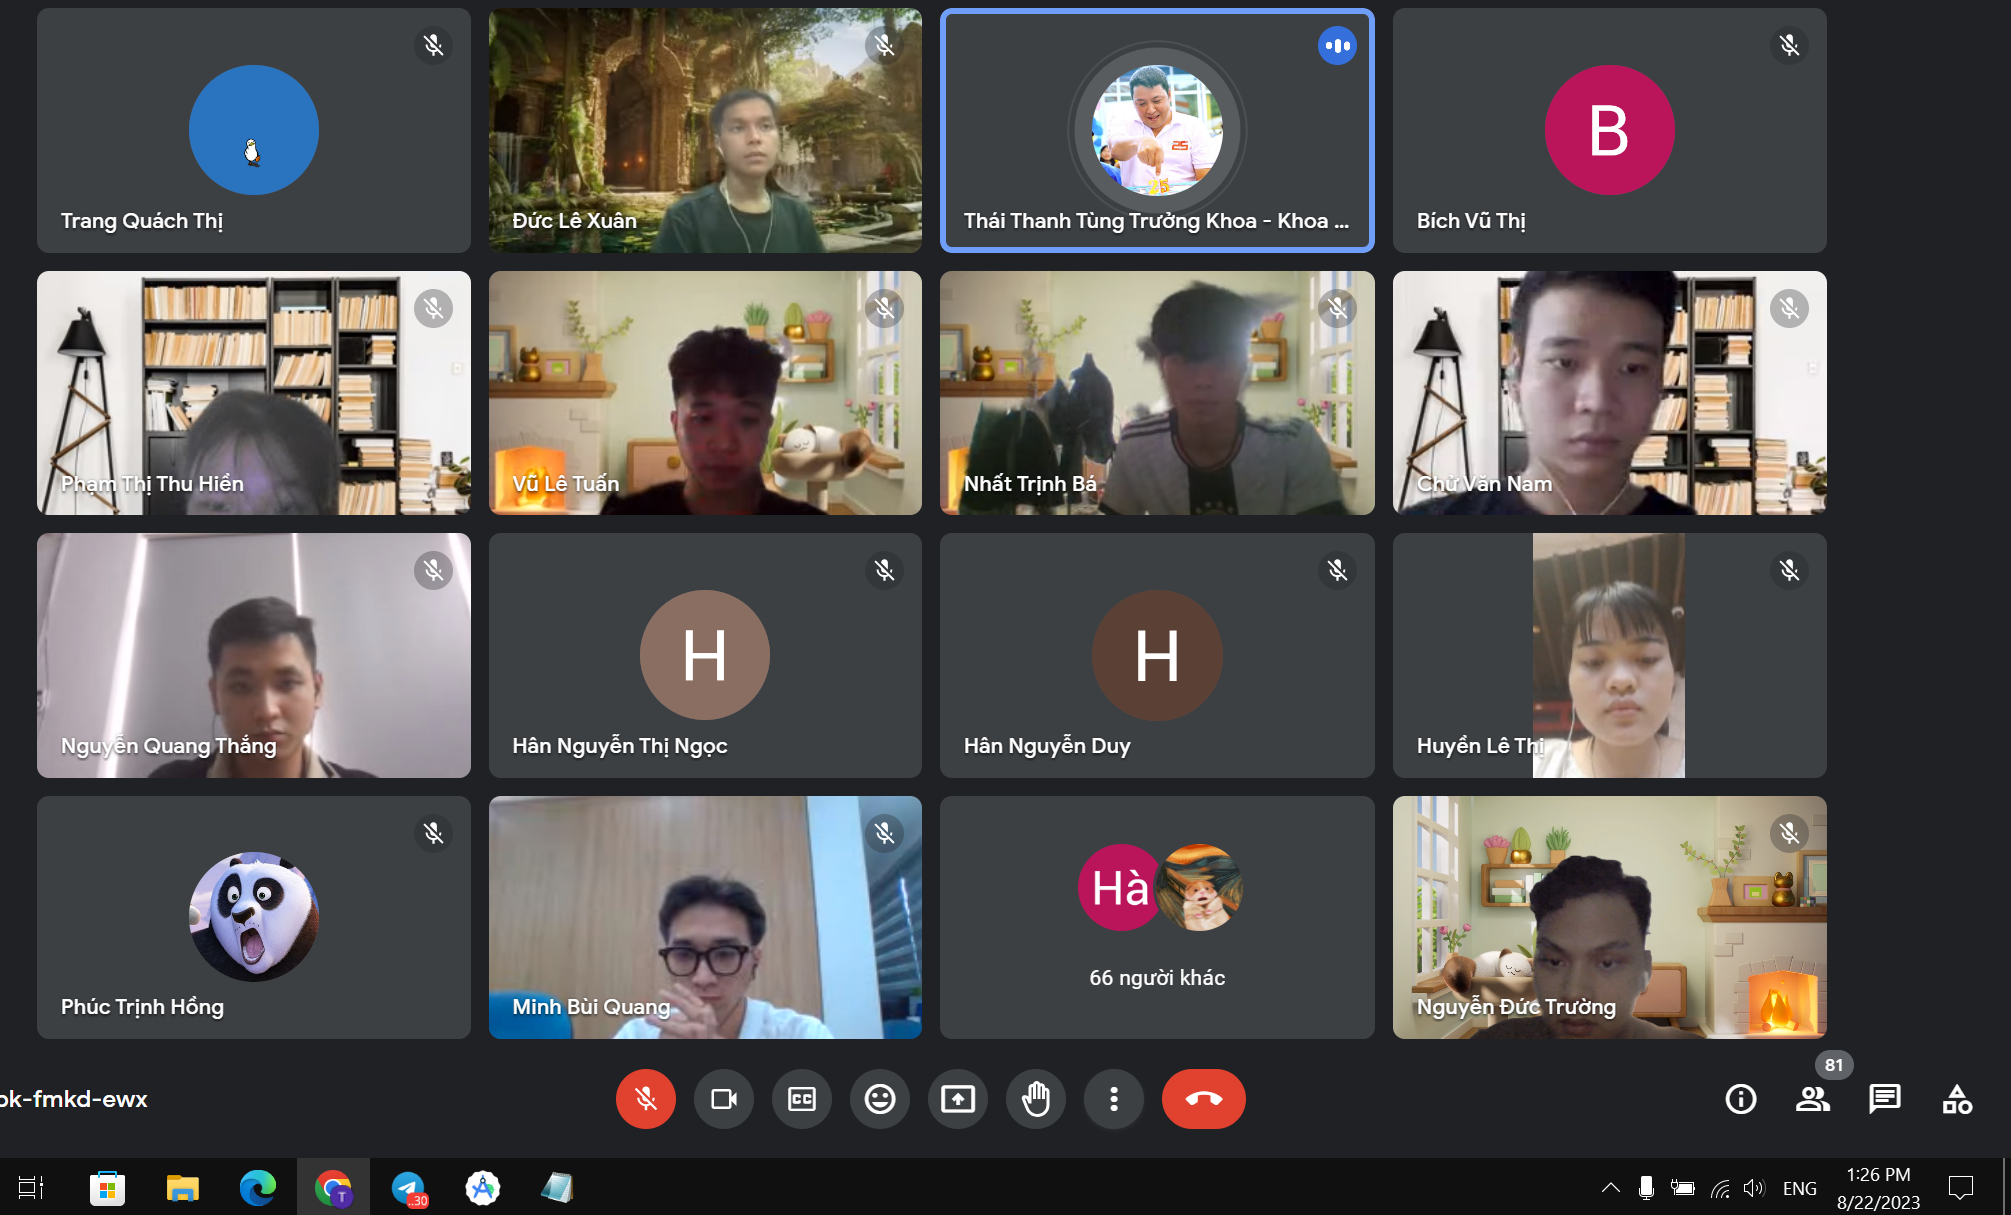 Trang Quách Thị
Đức Lê Xuân
25
25
Thái Thanh Tùng Trưởng Khoa - Khoa ...
B
Bích Vũ Thị
Phạm Thị Thu Hiền
Vũ Lê Tuấn
Nhất Trịnh Bá
Chử Văn Nam
Nguyễn Quang Thắng
H
Hân Nguyễn Thị Ngọc
H
Hân Nguyễn Duy
Huyền Lê Thị
Phúc Trịnh Hồng
Minh Bùi Quang
Hà
66 người khác
Nguyễn Đức Trường
ok-fmkd-ewx
CC
81
T
..30
ENG
1:26 PM
8/22/2023